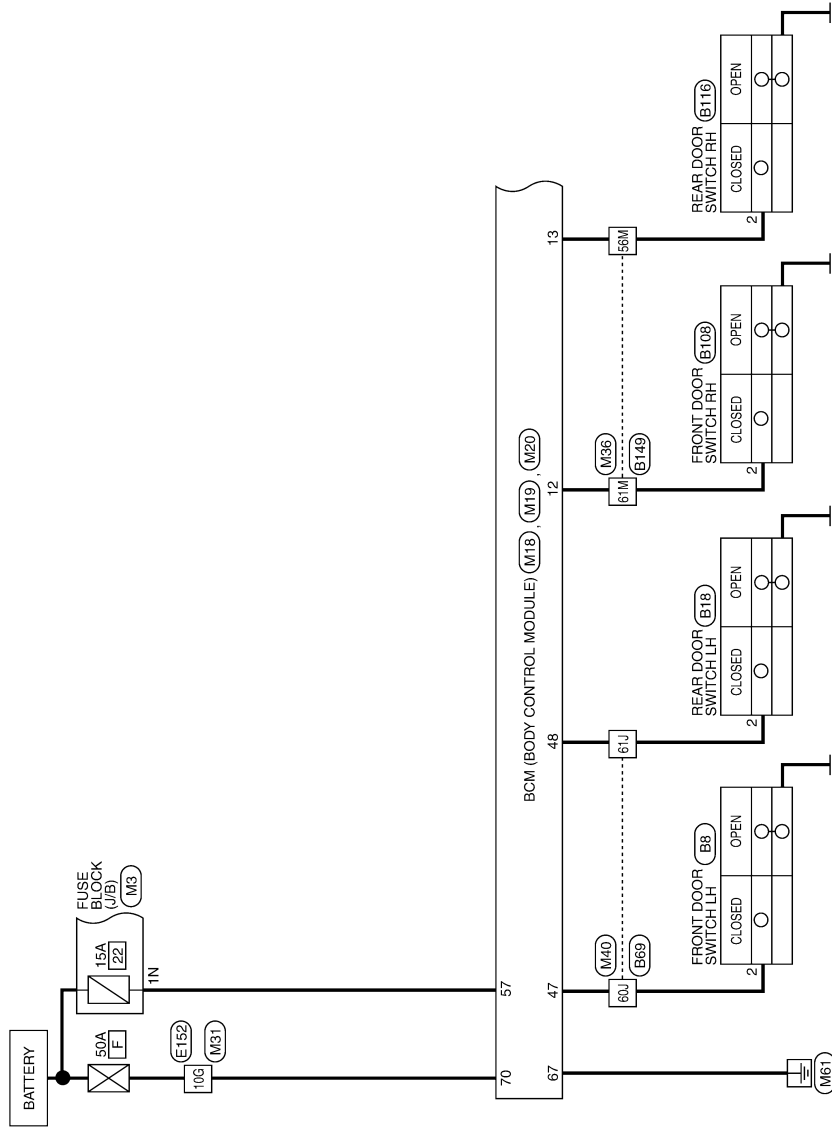 BATTERY
50A
F
15A
22
FUSE
BLOCK
(J/B)
M3
1N
10G
E152
M31
70
57
67
47
48
12
13
BCM (BODY CONTROL MODULE) M18 , M19 , M20
M61
60J
M40
B69
61J
61M
M36
B149
56M
FRONT DOOR
SWITCH LH
B8
CLOSED
OPEN
2
REAR DOOR
SWITCH LH
B18
CLOSED
OPEN
2
FRONT DOOR
SWITCH RH
B108
CLOSED
OPEN
2
REAR DOOR
SWITCH RH
B116
CLOSED
OPEN
2